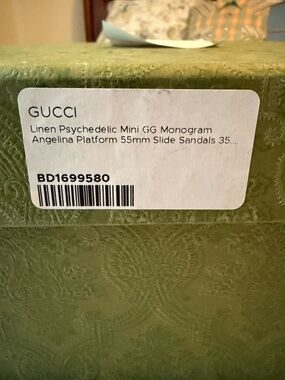 GUCCI
Linen Psychedelic Mini GG Monogram
Angelina Platform 55mm Slide Sandals 35...
BD1699580